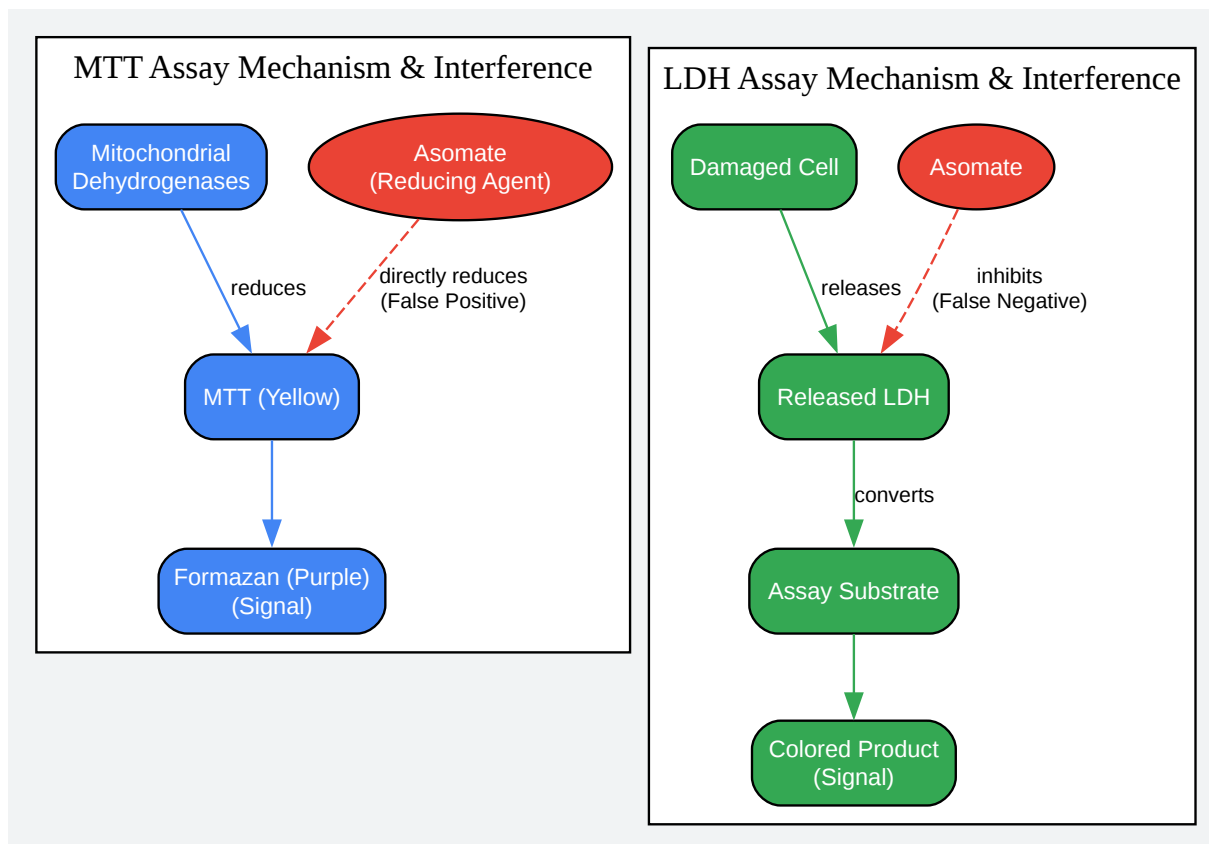 MTT Assay Mechanism & Interference
Mitochondrial
Dehydrogenases
Asomate
(Reducing Agent)
reduces
directly reduces
(False Positive)
MTT (Yellow)
Formazan (Purple)
(Signal)
LDH Assay Mechanism & Interference
Damaged Cell
Asomate
releases
inhibits
(False Negative)
Released LDH
converts
Assay Substrate
Colored Product
(Signal)